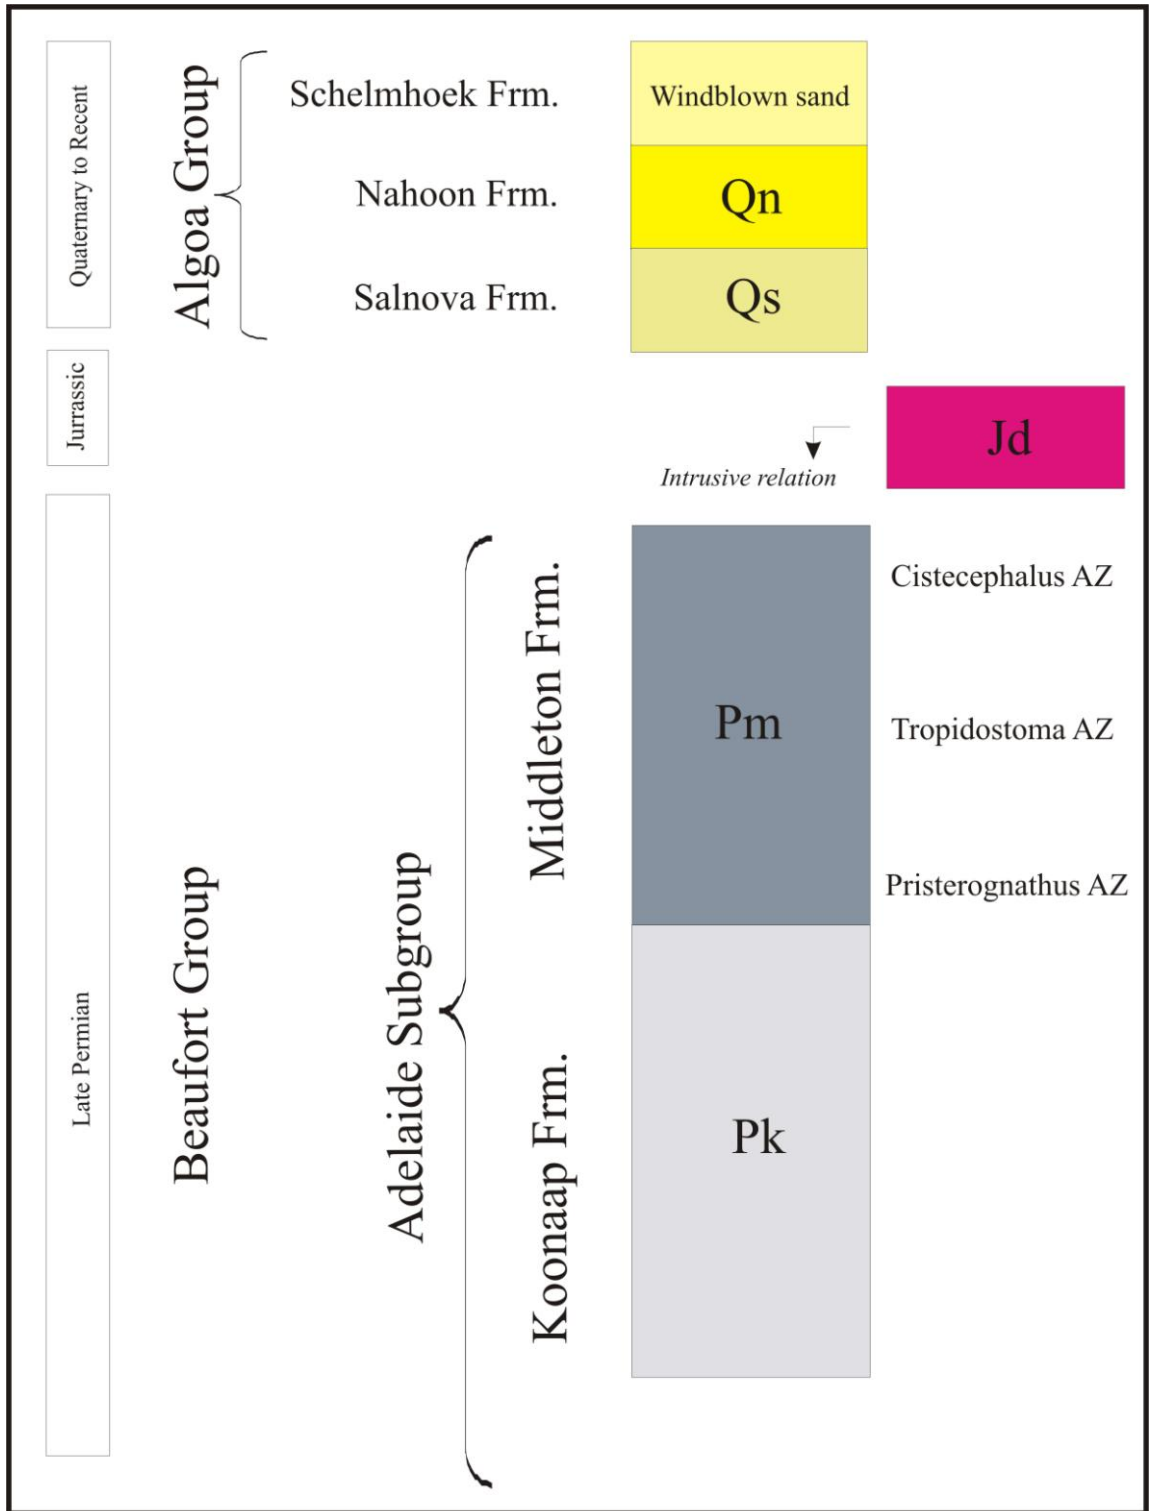 Quaternary to Recent
Algoa Group
Schelmhoek Frm.
Windblown sand
Nahoon Frm.
Qn
Salnova Frm.
Qs
Jurrassic
Jd
Intrusive relation
Late Permian
Beaufort Group
Adelaide Subgroup
Middleton Frm.
Pm
Cistecephalus AZ
Tropidostoma AZ
Pristerognathus AZ
Koonaap Frm.
Pk